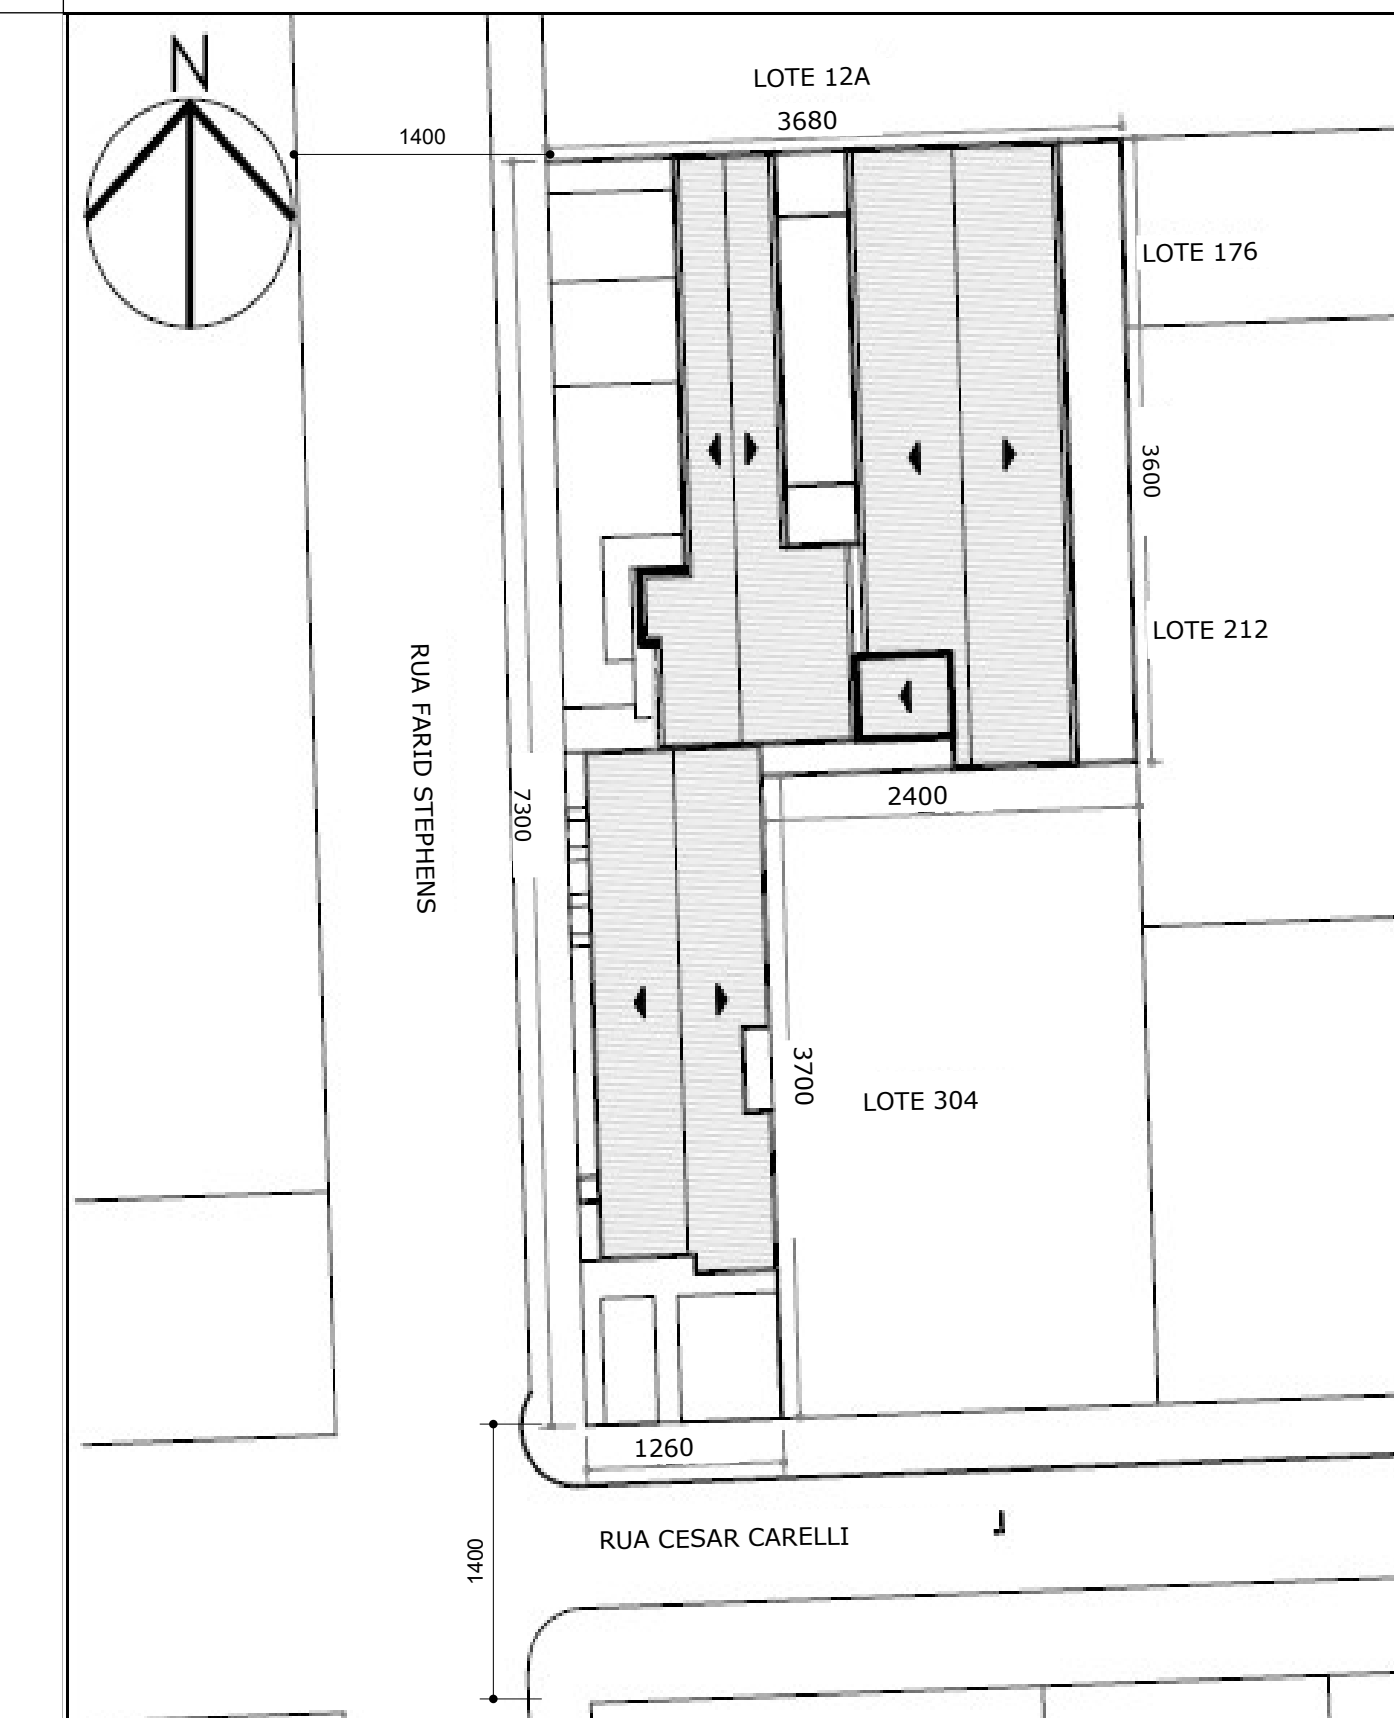 N
LOTE 12A
3680
1400
LOTE 176
3600
LOTE 212
RUA FARID STEPHENS
7300
2400
3700
LOTE 304
1260
RUA CESAR CARELLI
1400